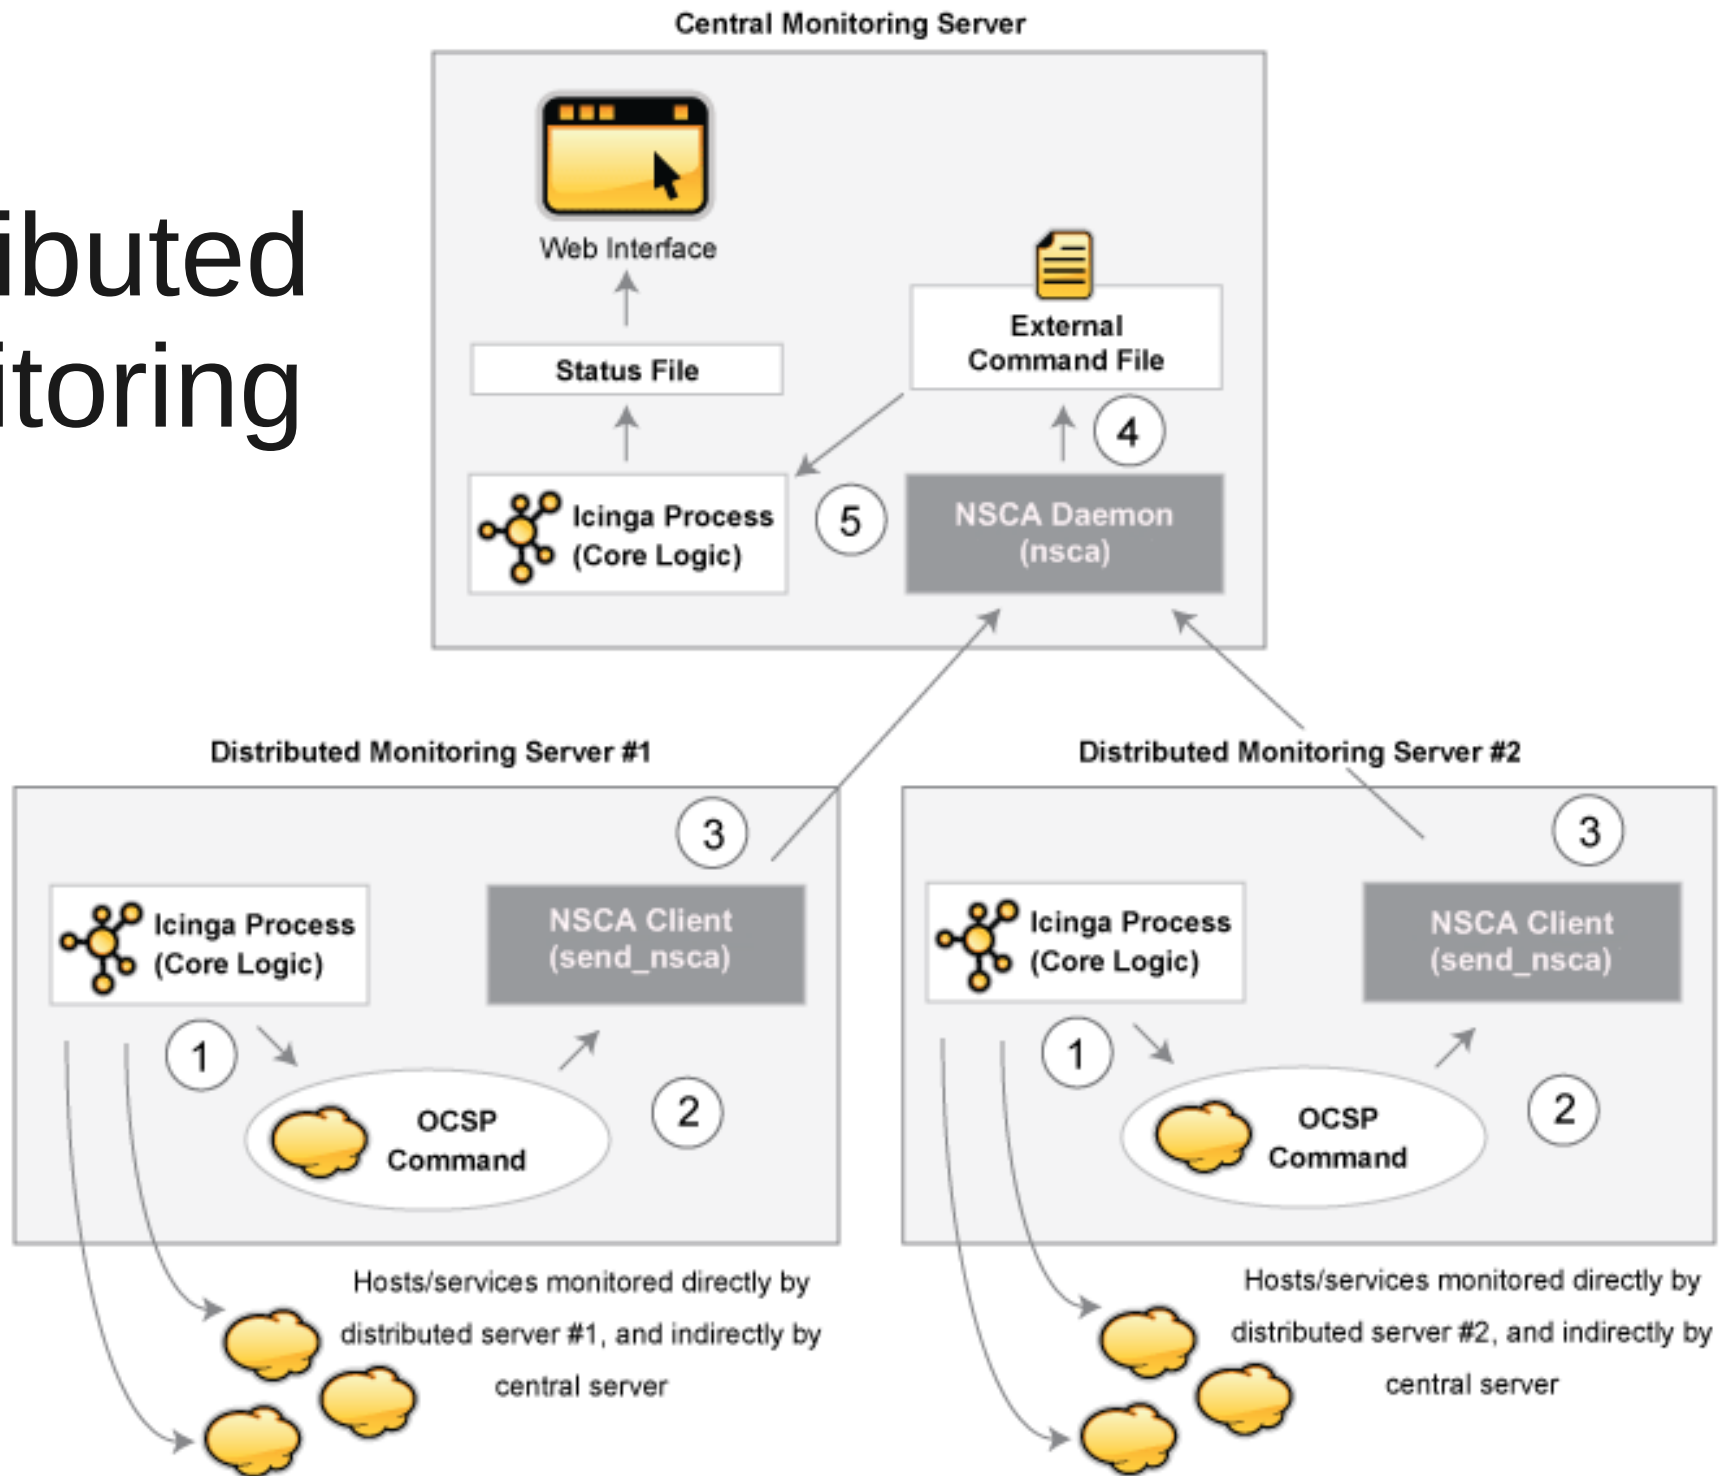 Central Monitoring Server
ibuted
itoring
Web Interface
Status File
External
Command File
4
Icinga Process
(Core Logic)
5
NSCA Daemon
(nsca)
Distributed Monitoring Server #1
3
Icinga Process
(Core Logic)
NSCA Client
(send_nsca)
1
2
OCSP
Command
Hosts/services monitored directly by
distributed server #1, and indirectly by
central server
Distributed Monitoring Server #2
3
Icinga Process
(Core Logic)
NSCA Client
(send_nsca)
1
2
OCSP
Command
Hosts/services monitored directly by
distributed server #2, and indirectly by
central server